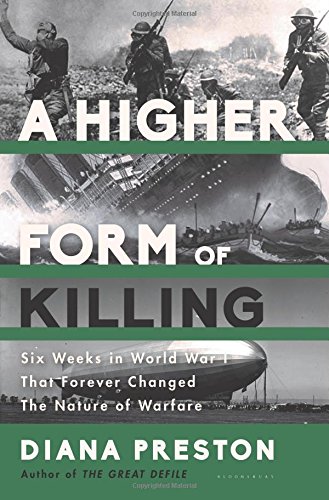 A HIGHER
FORM OF
KILLING
Six Weeks in World War I
That Forever Changed
The Nature of Warfare
DIANA PRESTON
Author of THE GREAT DEFILE
BLOOMSBURY